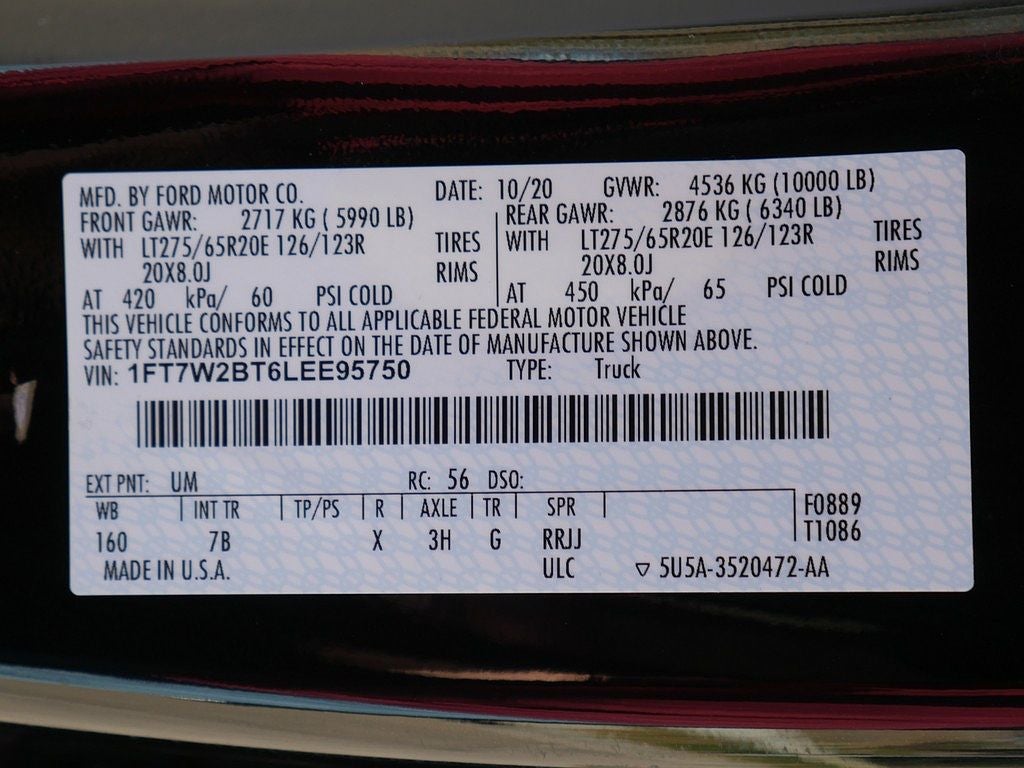 MFD. BY FORD MOTOR CO. DATE: 10/20 GVWR: 4536 KG (10000 LB)
FRONT GAWR: 2717 KG ( 5990 LB) REAR GAWR: 2876 KG ( 6340 LB)
WITH LT275/65R20E 126/123R TIRES WITH LT275/65R20E 126/123R TIRES
20X8.0J RIMS 20X8.0J RIMS
AT 420 kPa/ 60 PSI COLD AT 450 kPa/ 65 PSI COLD
THIS VEHICLE CONFORMS TO ALL APPLICABLE FEDERAL MOTOR VEHICLE
SAFETY STANDARDS IN EFFECT ON THE DATE OF MANUFACTURE SHOWN ABOVE.
VIN: 1FT7W2BT6LEE95750 TYPE: Truck
EXT PNT: UM RC: 56 DSO:
WB INT TR TP/PS R AXLE TR SPR F0889
160 7B X 3H G RRJJ T1086
MADE IN U.S.A. ULC ▽ 5U5A-3520472-AA